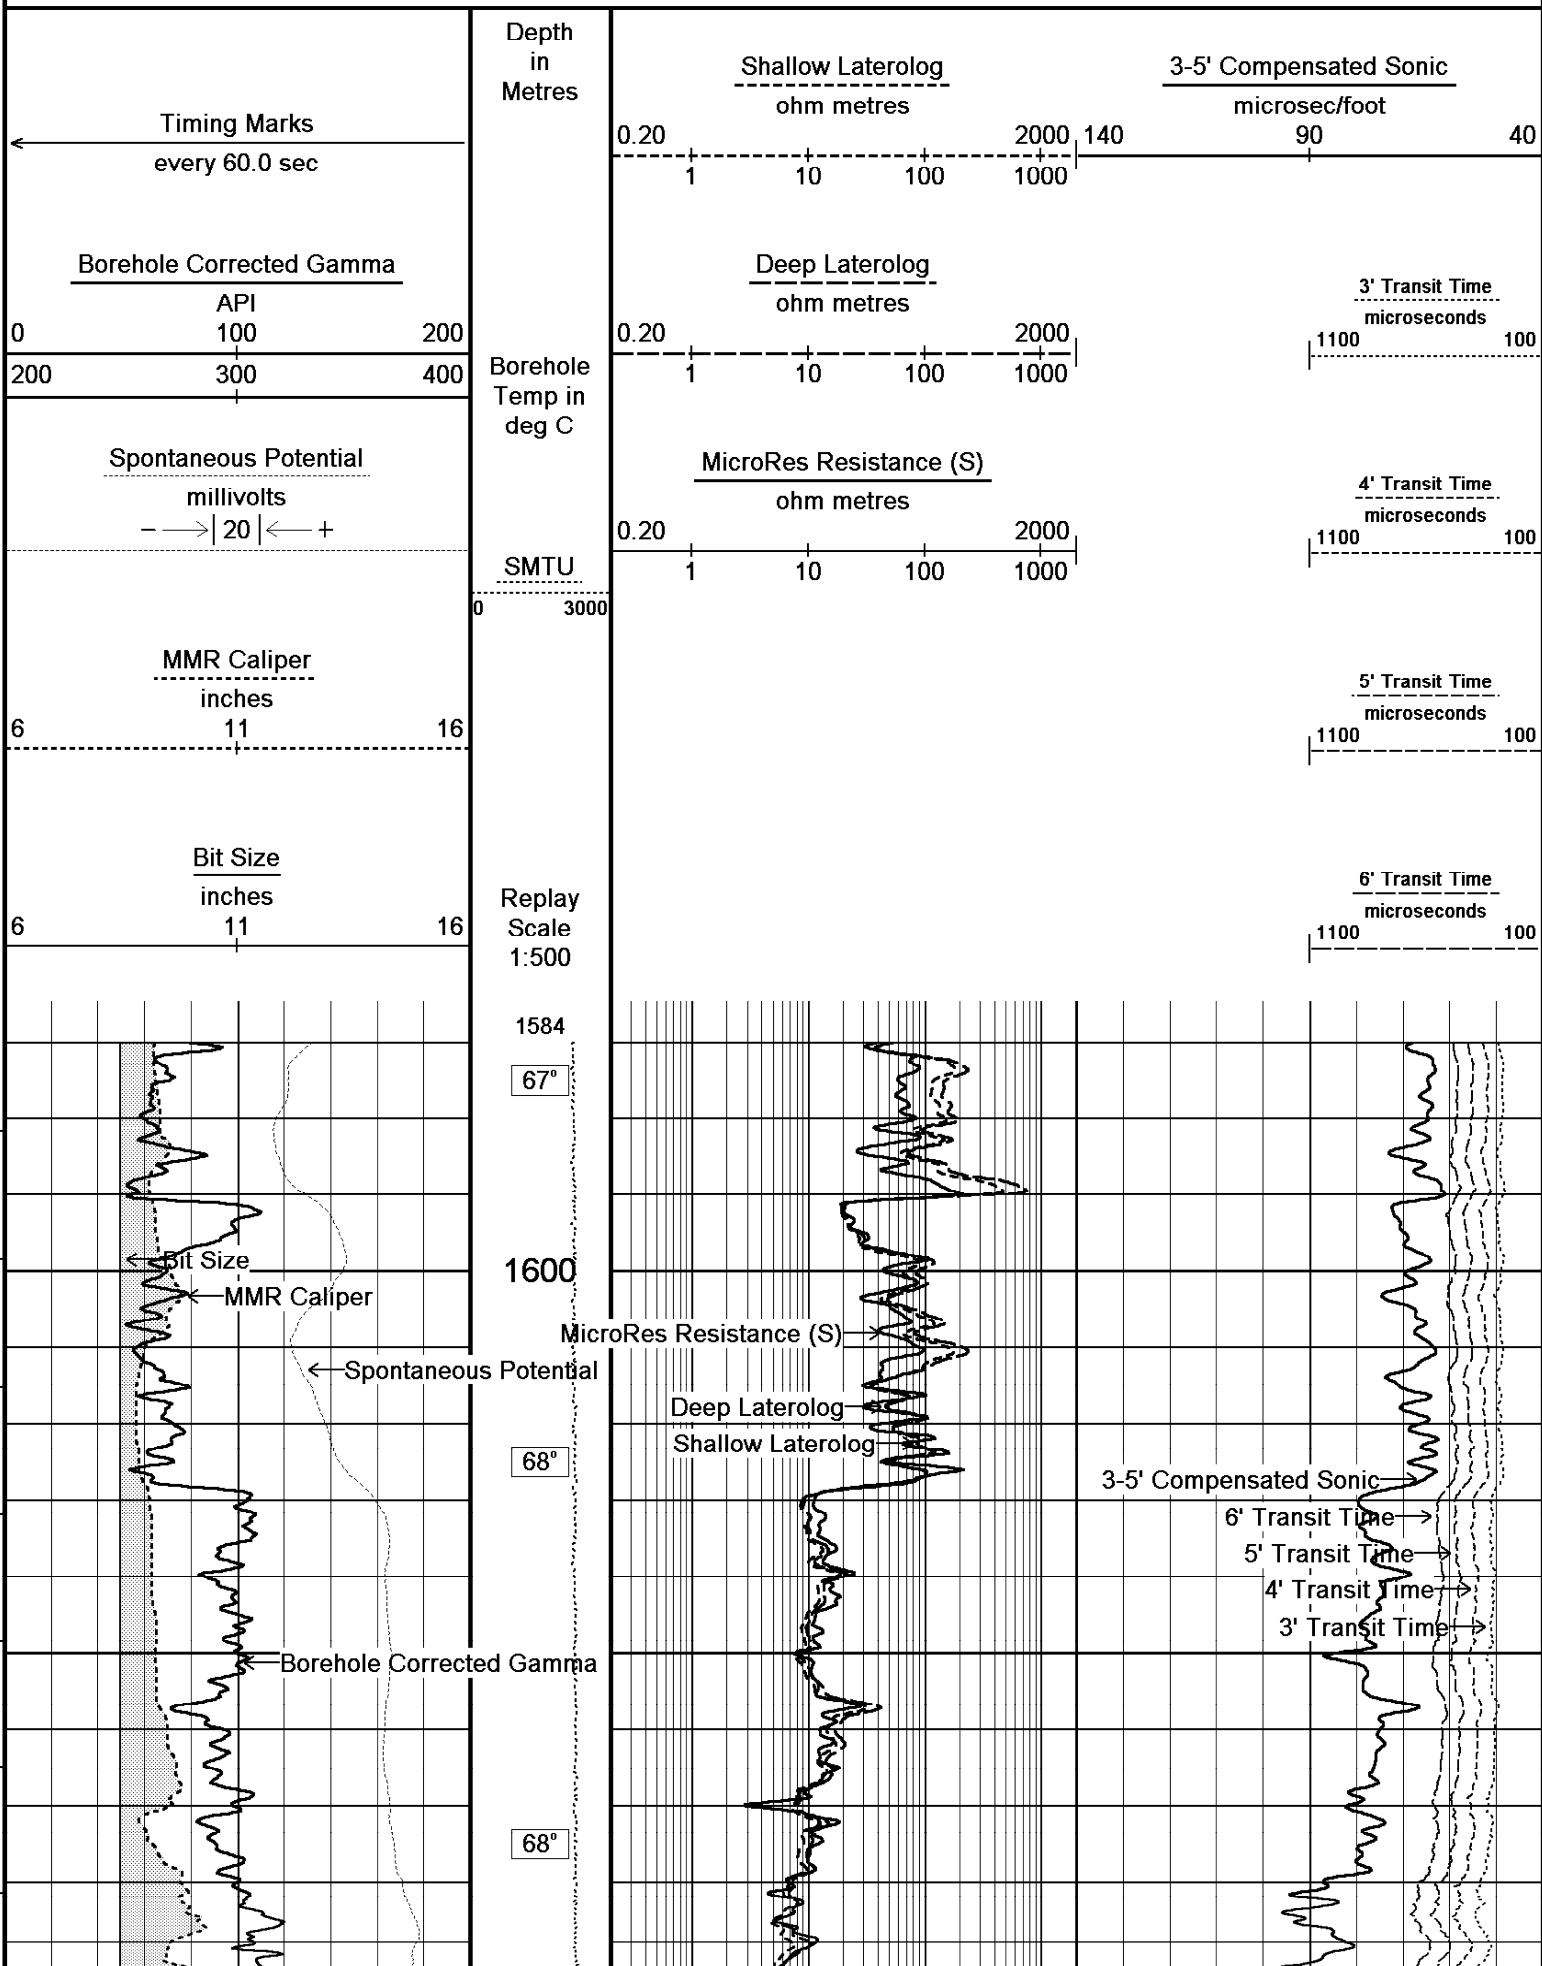 Timing Marks
every 60.0 sec
Borehole Corrected Gamma
API
0 100 200
200 300 400
Spontaneous Potential
millivolts
− 20 +
MMR Caliper
inches
6 11 16
Bit Size
inches
6 11 16
Depth
in
Metres
Borehole
Temp in
deg C
SMTU
0 3000
Replay
Scale
1:500
Shallow Laterolog
ohm metres
0.20 2000
1 10 100 1000
Deep Laterolog
ohm metres
0.20 2000
1 10 100 1000
MicroRes Resistance (S)
ohm metres
0.20 2000
1 10 100 1000
3-5' Compensated Sonic
microsec/foot
140 90 40
3' Transit Time
microseconds
1100 100
4' Transit Time
microseconds
1100 100
5' Transit Time
microseconds
1100 100
6' Transit Time
microseconds
1100 100
1584
67°
Bit Size
1600
MMR Caliper
MicroRes Resistance (S)
Spontaneous Potential
Deep Laterolog
Shallow Laterolog
68°
3-5' Compensated Sonic
6' Transit Time
5' Transit Time
4' Transit Time
3' Transit Time
Borehole Corrected Gamma
68°